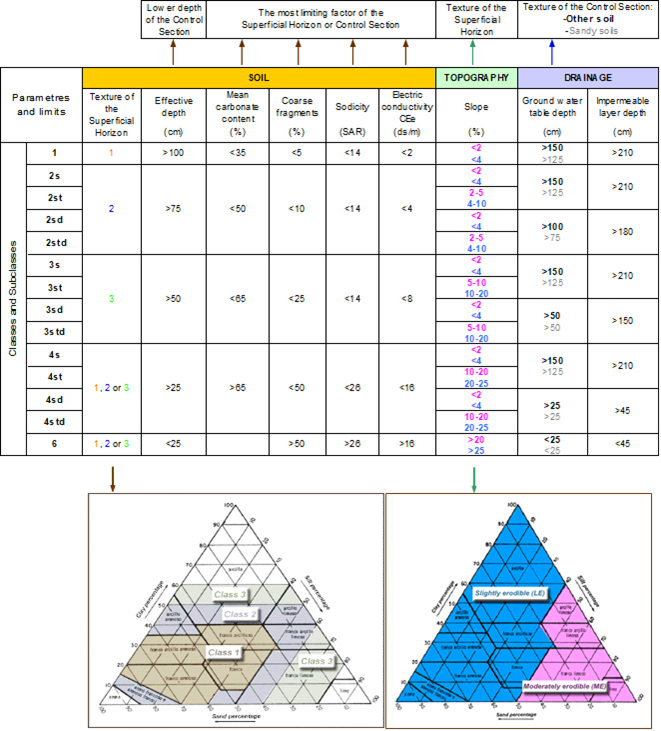 Lower depth
of the Control
Section
The most limiting factor of the
Superficial Horizon or Control Section
Texture of the
Superficial
Horizon
Texture of the Control Section:
-Other soil
-Sandy soils
Parametres
and limits
SOIL
TOPOGRAPHY
DRAINAGE
Texture of
the
Superficial
Horizon
Effective
depth
(cm)
Mean
carbonate
content
(%)
Coarse
fragments
(%)
Sodicity
(SAR)
Electric
conductivity
CEe
(ds/m)
Slope
(%)
Ground water
table depth
(cm)
Impermeable
layer depth
(cm)
Classes and Subclasses
1
1
>100
<35
<5
<14
<2
<2
<4
>150
>125
>210
2s
2st
2sd
2std
2
>75
<50
<10
<14
<4
<2
<4
2-5
4-10
<2
<4
2-5
4-10
>150
>125
>100
>75
>210
>180
3s
3st
3sd
3std
3
>50
<65
<25
<14
<8
<2
<4
5-10
10-20
<2
<4
5-10
10-20
>150
>125
>50
>50
>210
>150
4s
4st
4sd
4std
1, 2 or 3
>25
>65
<50
<26
<16
<2
<4
10-20
20-25
<2
<4
10-20
20-25
>150
>125
>25
>25
>210
>45
6
1, 2 or 3
<25
>50
>26
>16
>20
>25
<25
<25
<45
Clay percentage
Silt percentage
Sand percentage
Class 3
Class 2
Class 1
Class 3
Clay percentage
Silt percentage
Sand percentage
Slightly erodible (LE)
Moderately erodible (ME)